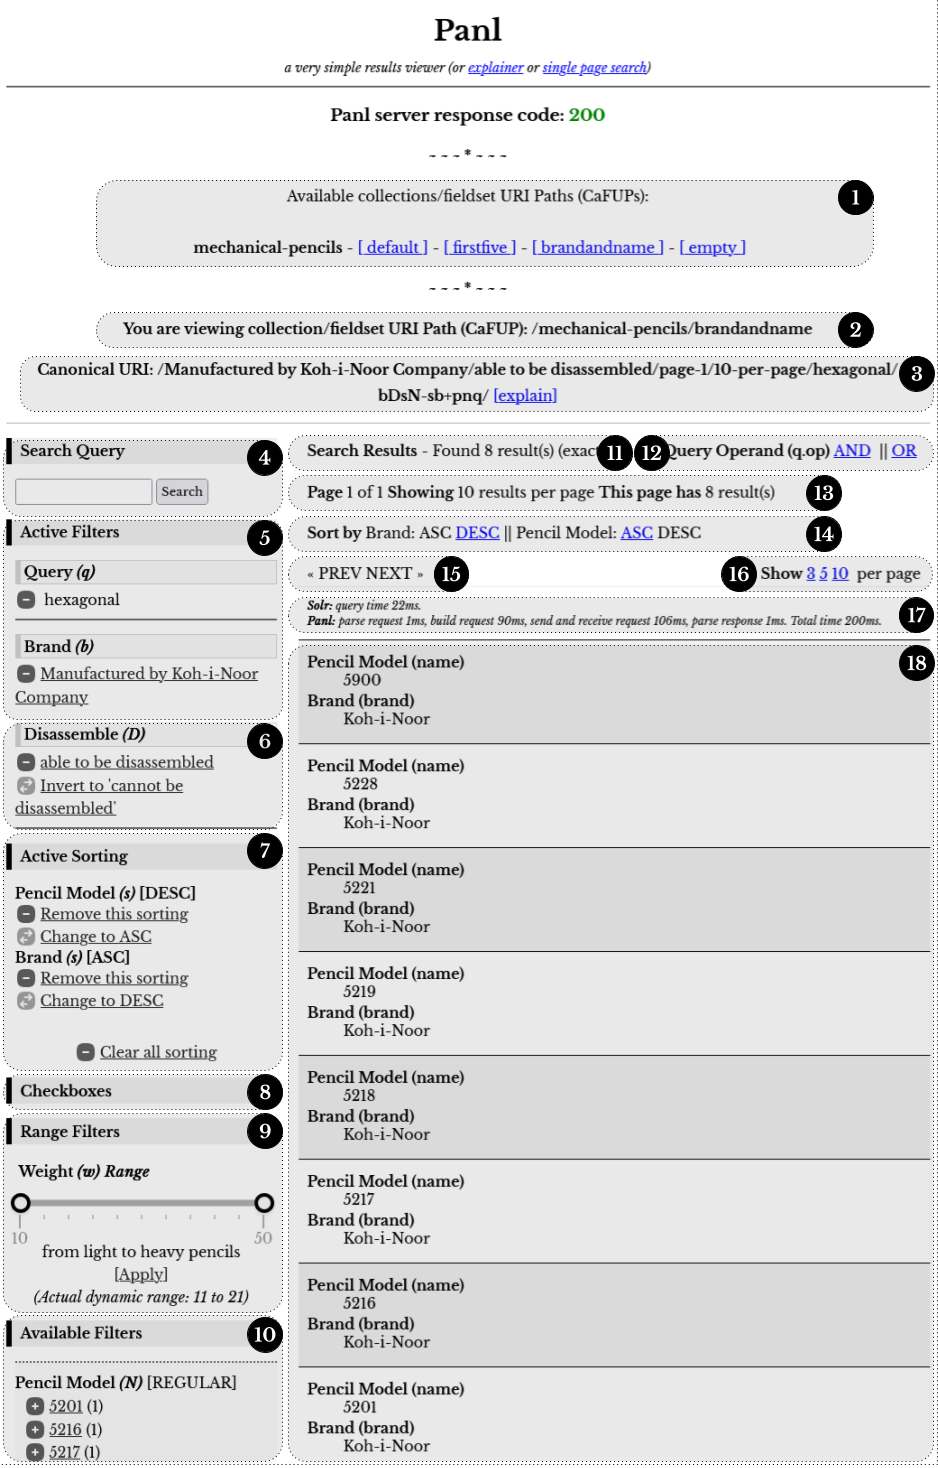 Panl
a very simple results viewer (or explainer or single page search)
Panl server response code: 200
~ ~ ~ * ~ ~ ~
Available collections/fieldset URI Paths (CaFUPs):
1
mechanical-pencils - [ default ] - [ firstfive ] - [ brandandname ] - [ empty ]
~ ~ ~ * ~ ~ ~
You are viewing collection/fieldset URI Path (CaFUP): /mechanical-pencils/brandandname
2
Canonical URI: /Manufactured by Koh-i-Noor Company/able to be disassembled/page-1/10-per-page/hexagonal/
bDsN-sb+pnq/ [explain]
3
Search Query
4
Search
Active Filters
5
Query (q)
hexagonal
Brand (b)
Manufactured by Koh-i-Noor
Company
Disassemble (D)
6
able to be disassembled
Invert to 'cannot be
disassembled'
Active Sorting
7
Pencil Model (s) [DESC]
Remove this sorting
Change to ASC
Brand (s) [ASC]
Remove this sorting
Change to DESC
Clear all sorting
Checkboxes
8
Range Filters
9
Weight (w) Range
10 50
from light to heavy pencils
[Apply]
(Actual dynamic range: 11 to 21)
Available Filters
10
Pencil Model (N) [REGULAR]
5201 (1)
5216 (1)
5217 (1)
Search Results - Found 8 result(s) (exac
11
12
Query Operand (q.op) AND || OR
Page 1 of 1 Showing 10 results per page This page has 8 result(s)
13
Sort by Brand: ASC DESC || Pencil Model: ASC DESC
14
« PREV NEXT »
15
16
Show 3 5 10 per page
Solr: query time 22ms.
Panl: parse request 1ms, build request 90ms, send and receive request 106ms, parse response 1ms. Total time 200ms.
17
Pencil Model (name)
18
5900
Brand (brand)
Koh-i-Noor
Pencil Model (name)
5228
Brand (brand)
Koh-i-Noor
Pencil Model (name)
5221
Brand (brand)
Koh-i-Noor
Pencil Model (name)
5219
Brand (brand)
Koh-i-Noor
Pencil Model (name)
5218
Brand (brand)
Koh-i-Noor
Pencil Model (name)
5217
Brand (brand)
Koh-i-Noor
Pencil Model (name)
5216
Brand (brand)
Koh-i-Noor
Pencil Model (name)
5201
Brand (brand)
Koh-i-Noor